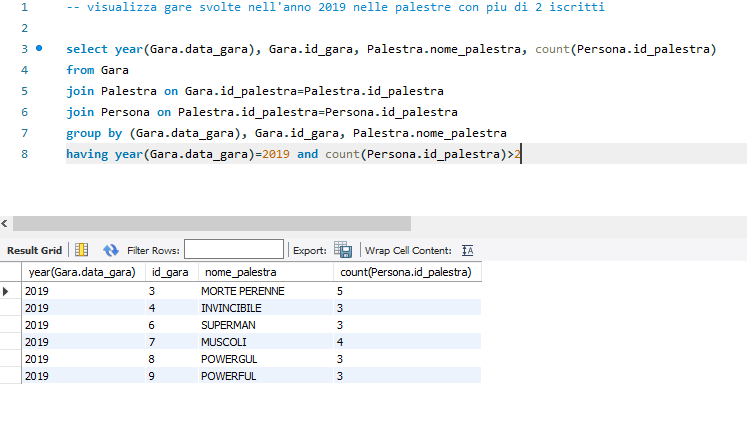 1 -- visualizza gare svolte nell'anno 2019 nelle palestre con piu di 2 iscritti
2
3 select year(Gara.data_gara), Gara.id_gara, Palestra.nome_palestra, count(Persona.id_palestra)
4 from Gara
5 join Palestra on Gara.id_palestra=Palestra.id_palestra
6 join Persona on Palestra.id_palestra=Persona.id_palestra
7 group by (Gara.data_gara), Gara.id_gara, Palestra.nome_palestra
8 having year(Gara.data_gara)=2019 and count(Persona.id_palestra)>2
Result Grid Filter Rows: Export: Wrap Cell Content:
year(Gara.data_gara) id_gara nome_palestra count(Persona.id_palestra)
2019 3 MORTE PERENNE 5
2019 4 INVINCIBILE 3
2019 6 SUPERMAN 3
2019 7 MUSCOLI 4
2019 8 POWERGUL 3
2019 9 POWERFUL 3